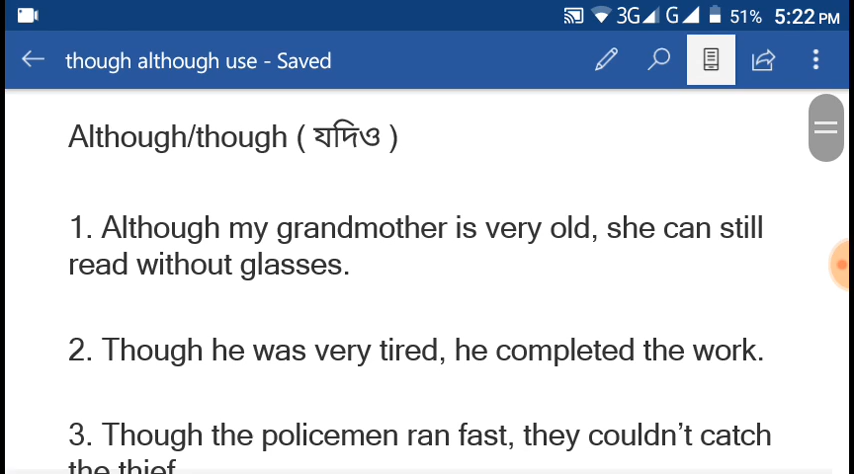 3G G 51% 5:22 PM
though although use - Saved
Although/though ( যদিও )
1. Although my grandmother is very old, she can still
read without glasses.
2. Though he was very tired, he completed the work.
3. Though the policemen ran fast, they couldn't catch
the thief